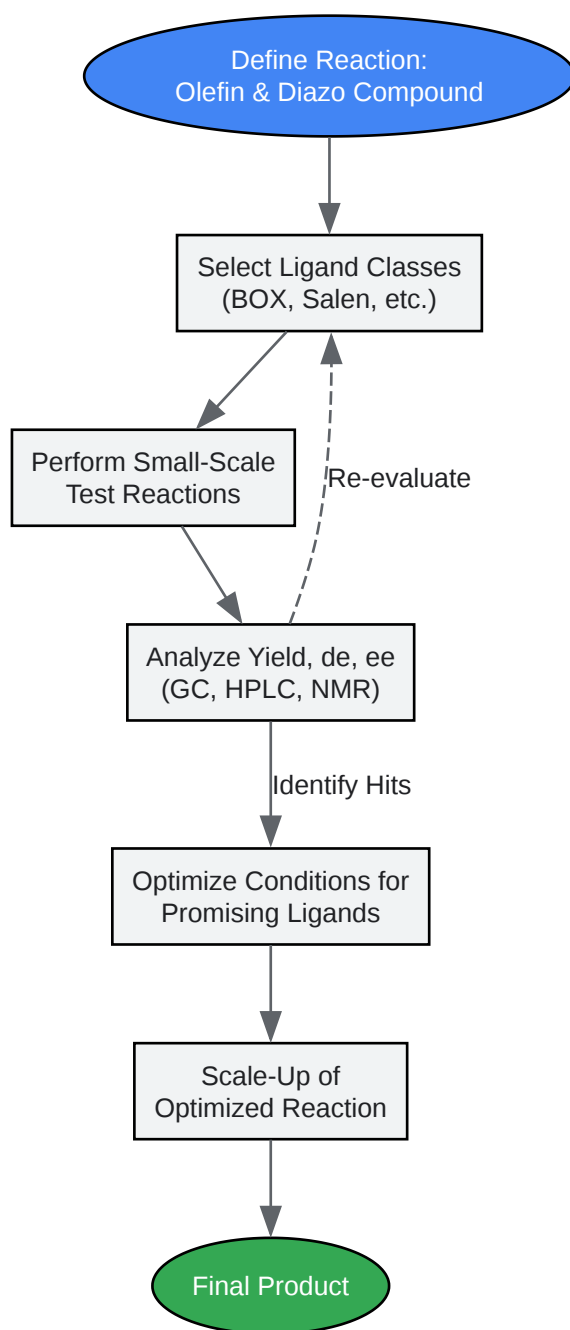 Define Reaction:
Olefin & Diazo Compound
Select Ligand Classes
(BOX, Salen, etc.)
Perform Small-Scale
Test Reactions
Re-evaluate
Analyze Yield, de, ee
(GC, HPLC, NMR)
Identify Hits
Optimize Conditions for
Promising Ligands
Scale-Up of
Optimized Reaction
Final Product